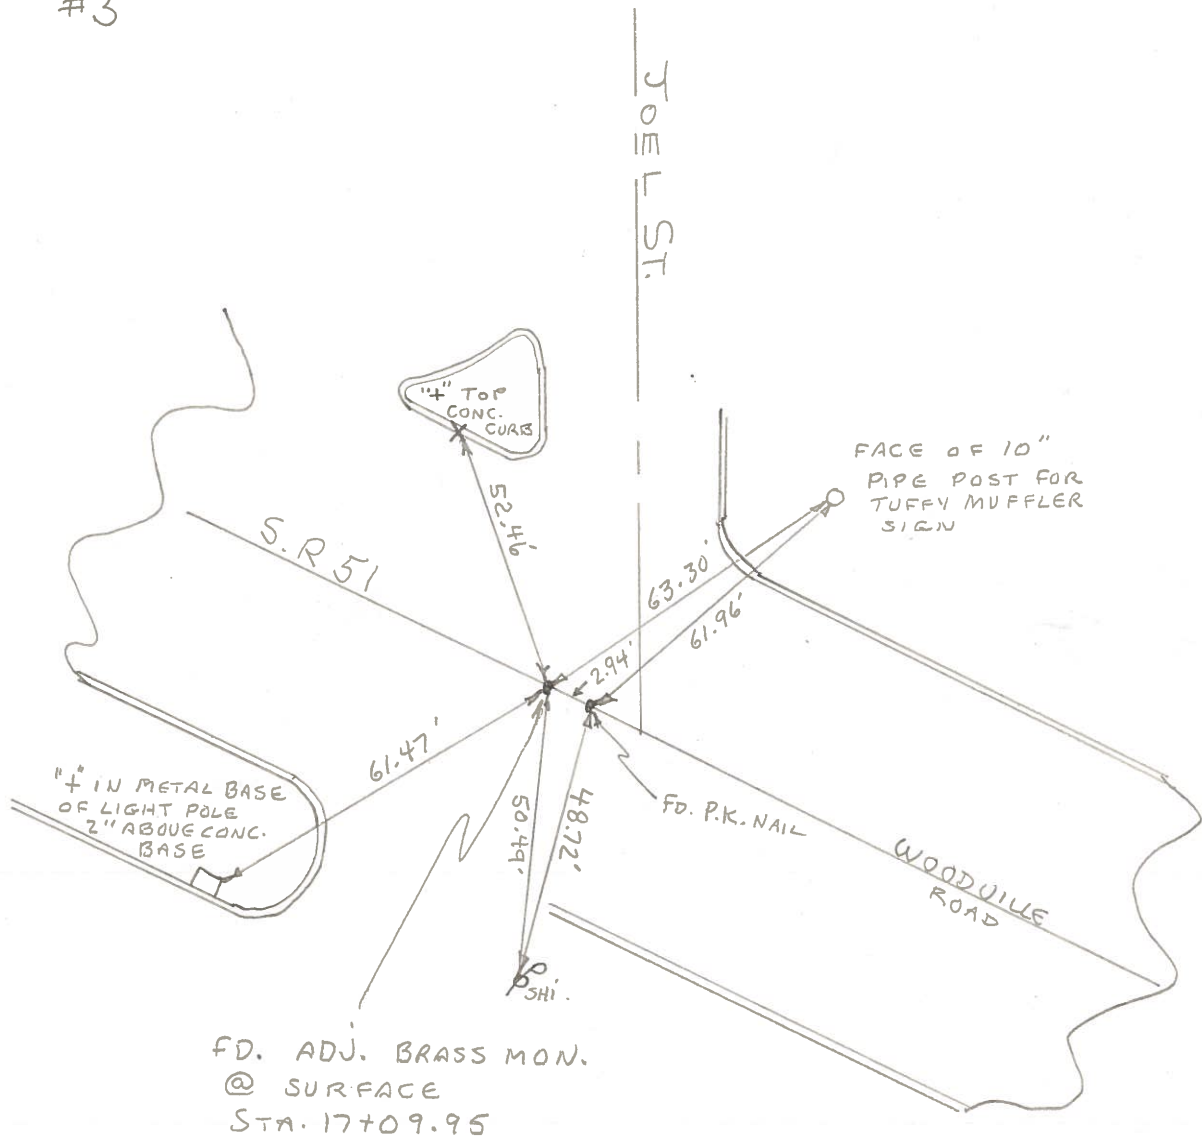 #3
JOEL ST.
"+" TOP
CONC.
CURB
FACE OF 10"
PIPE POST FOR
TUFFY MUFFLER
SIGN
52.46'
S.R 51
63.30'
61.96'
2.94'
61.47'
"+" IN METAL BASE
OF LIGHT POLE
2" ABOVE CONC.
BASE
50.49'
48.72'
FD. P.K. NAIL
WOODVILLE
ROAD
SHI.
FD. ADJ. BRASS MON.
@ SURFACE
STA. 17+09.95